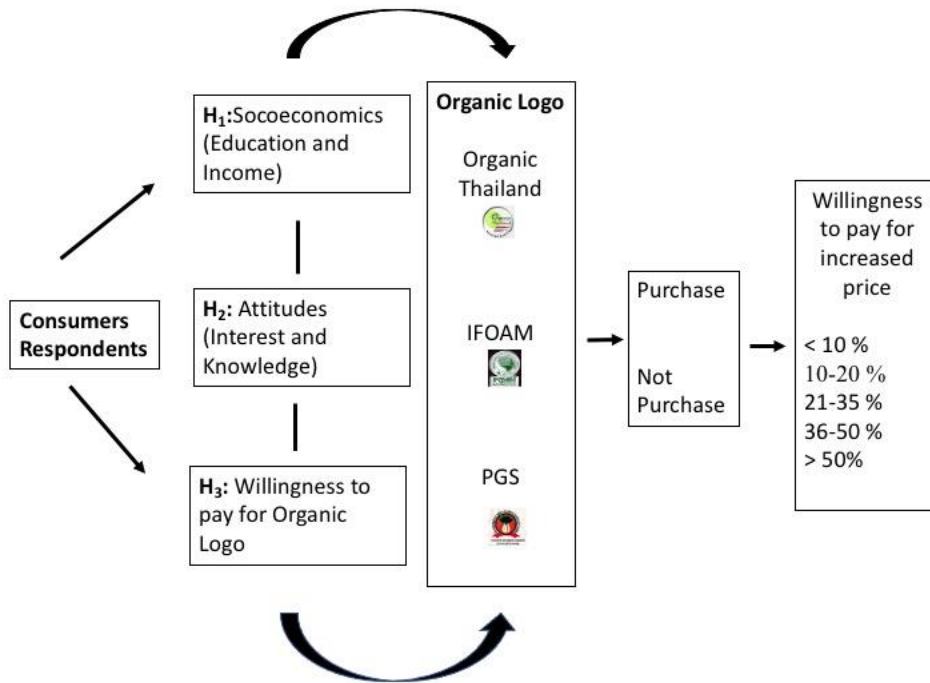 Consumers
Respondents
H₁:Socoeconomics
(Education and
Income)
H₂: Attitudes
(Interest and
Knowledge)
H₃: Willingness to
pay for Organic
Logo
Organic Logo
Organic
Thailand
IFOAM
PGS
Purchase
Not
Purchase
Willingness
to pay for
increased
price
< 10 %
10-20 %
21-35 %
36-50 %
> 50%